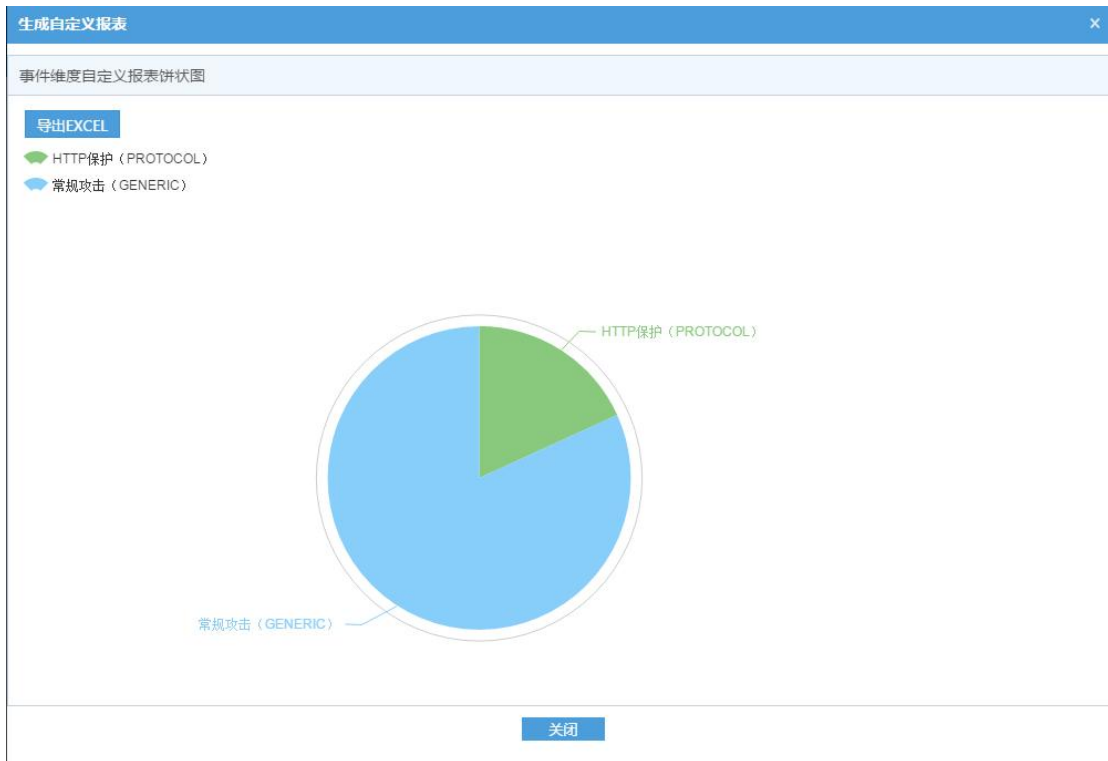 生成自定义报表 ×
事件维度自定义报表饼状图
导出EXCEL
HTTP保护（PROTOCOL）
常规攻击（GENERIC）
HTTP保护（PROTOCOL）
常规攻击（GENERIC）
关闭